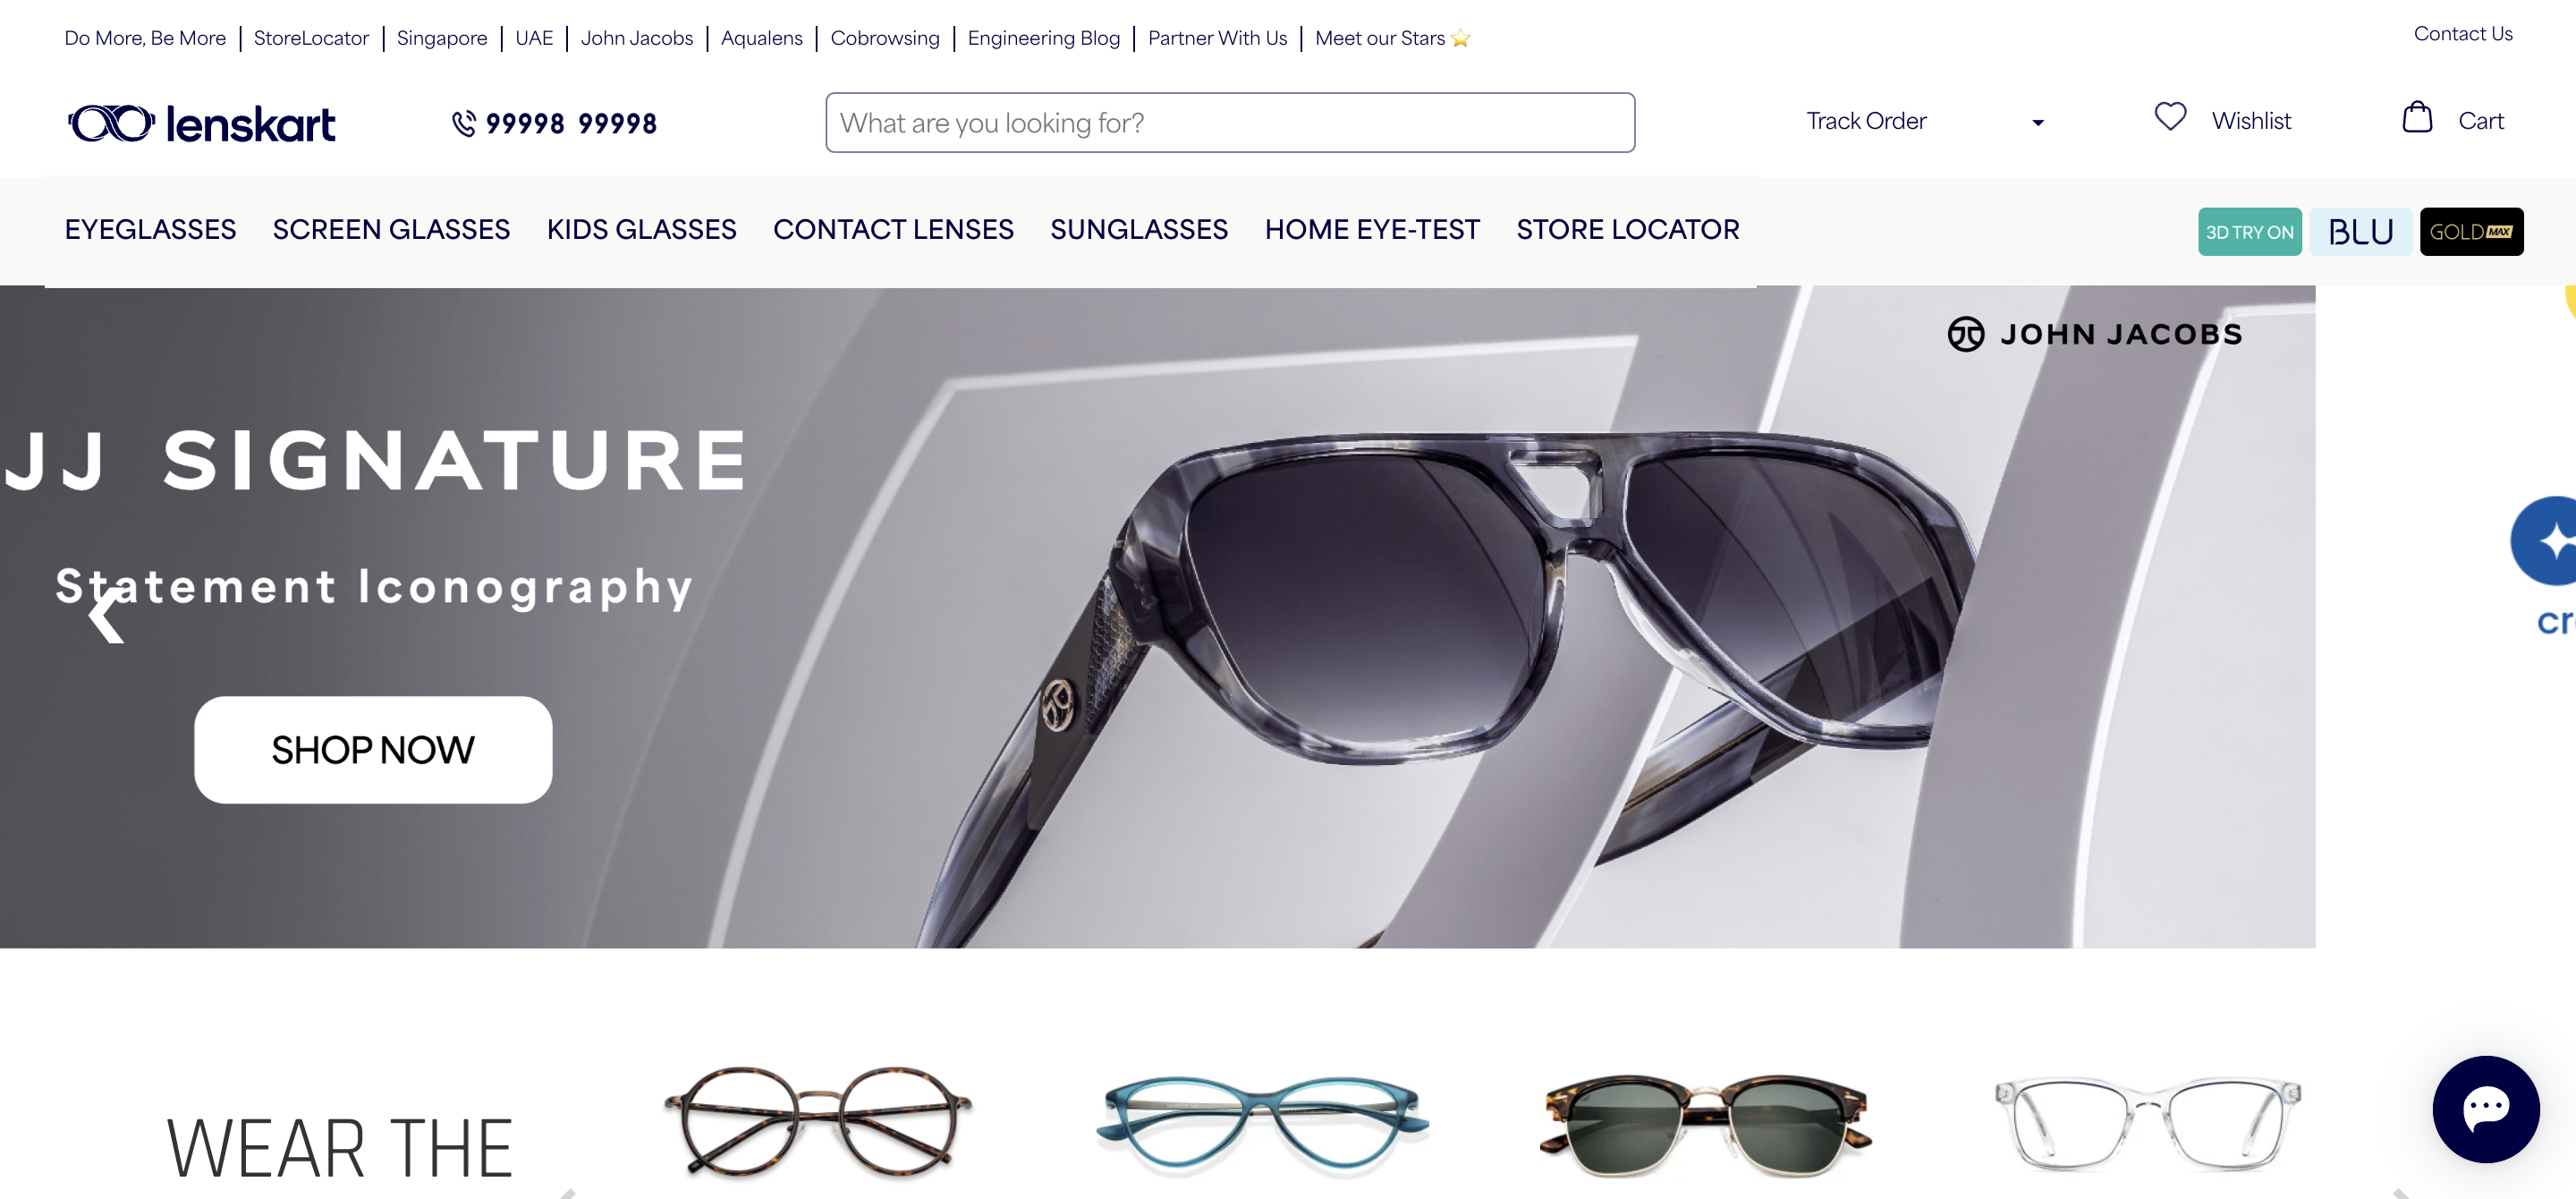 Do More, Be More | StoreLocator | Singapore | UAE | John Jacobs | Aqualens | Cobrowsing | Engineering Blog | Partner With Us | Meet our Stars ⭐
Contact Us
lenskart
99998 99998
What are you looking for?
Track Order
Wishlist
Cart
EYEGLASSES SCREEN GLASSES KIDS GLASSES CONTACT LENSES SUNGLASSES HOME EYE-TEST STORE LOCATOR
3D TRY ON
BLU
GOLD MAX
JOHN JACOBS
JJ SIGNATURE
Statement Iconography
SHOP NOW
WEAR THE